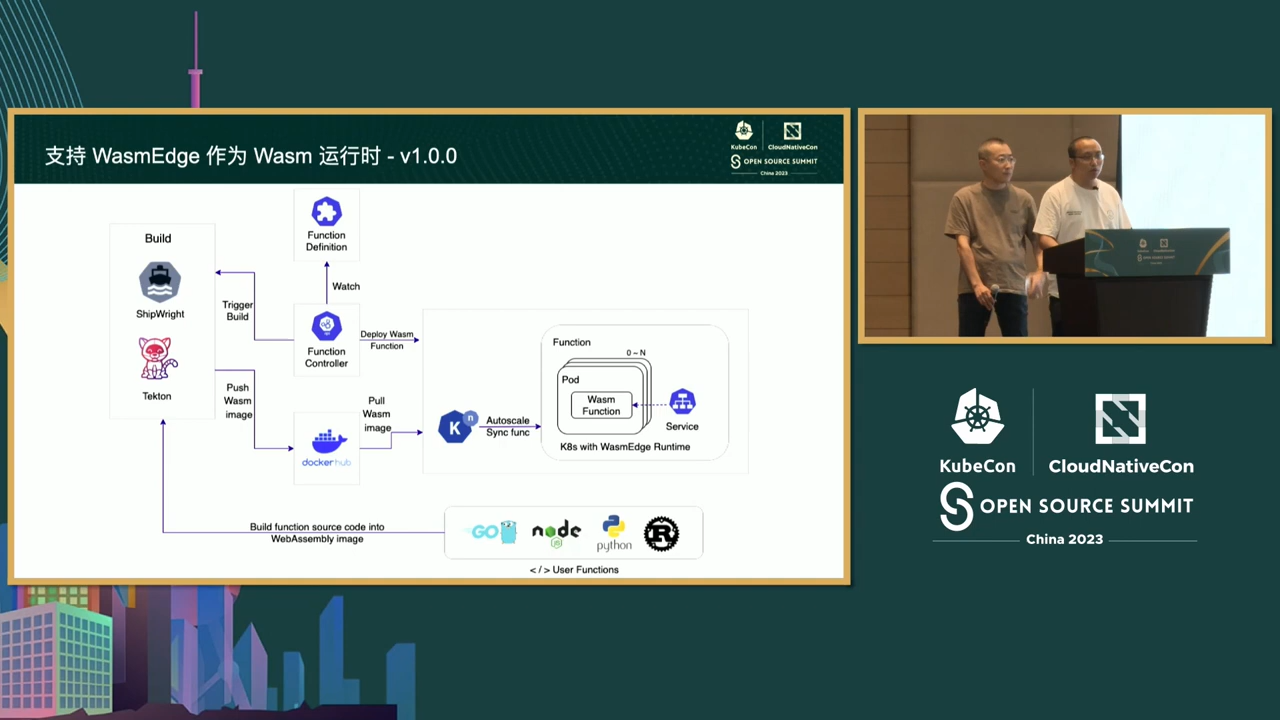 支持 WasmEdge 作为 Wasm 运行时 - v1.0.0
KubeCon
CloudNativeCon
OPEN SOURCE SUMMIT
China 2023
Build
ShipWright
Tekton
Function
Definition
Watch
Trigger
Build
Function
Controller
Deploy Wasm
Function
Push
Wasm
image
Pull
Wasm
image
docker hub
K
n
Autoscale
Sync func
Function
0 ~ N
Pod
Wasm
Function
Service
K8s with WasmEdge Runtime
Build function source code into
WebAssembly image
GO
node
JS
python
R
< / > User Functions
KubeCon
CloudNativeCon
OPEN SOURCE SUMMIT
China 2023